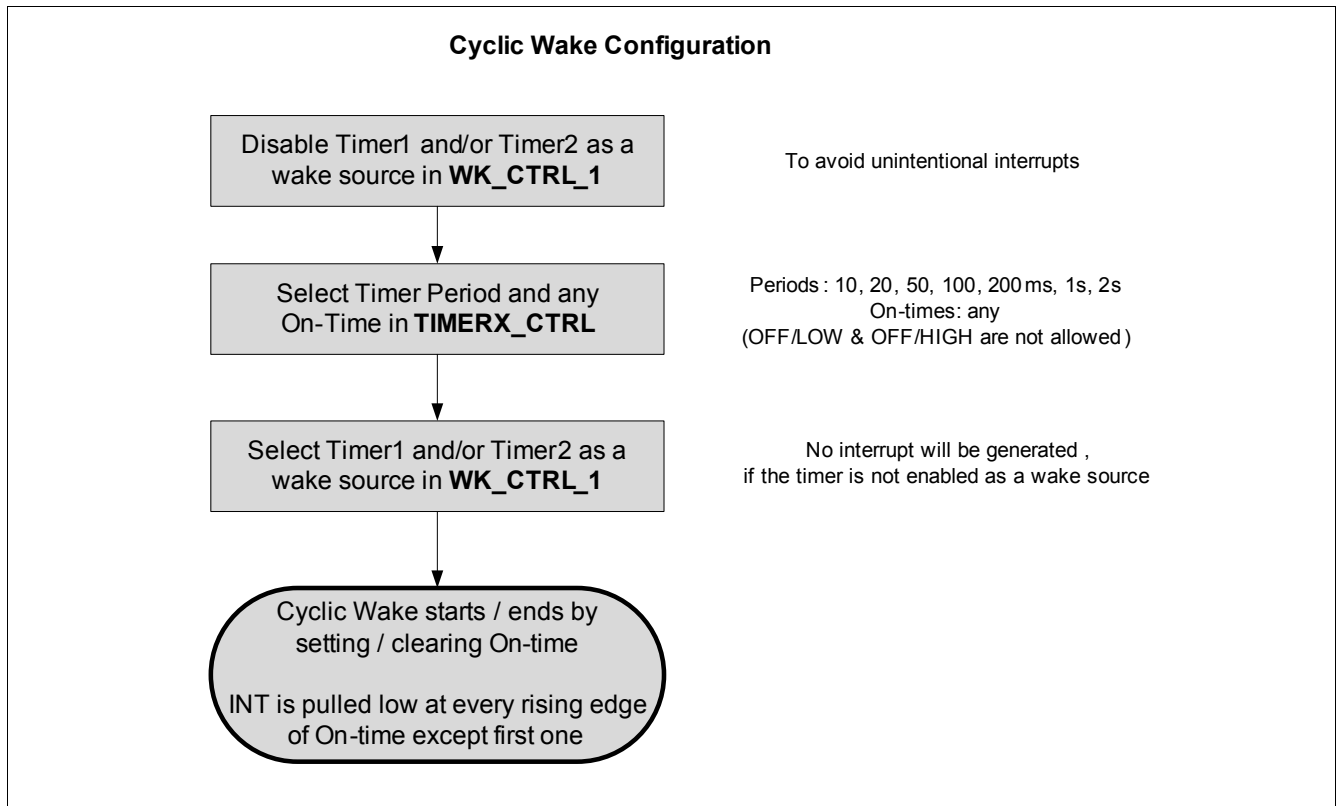 Cyclic Wake Configuration
Disable Timer1 and/or Timer2 as a
wake source in WK_CTRL_1
To avoid unintentional interrupts
Select Timer Period and any
On-Time in TIMERX_CTRL
Periods : 10, 20, 50, 100, 200 ms, 1s, 2s
On-times: any
(OFF/LOW & OFF/HIGH are not allowed )
Select Timer1 and/or Timer2 as a
wake source in WK_CTRL_1
No interrupt will be generated ,
if the timer is not enabled as a wake source
Cyclic Wake starts / ends by
setting / clearing On-time
INT is pulled low at every rising edge
of On-time except first one